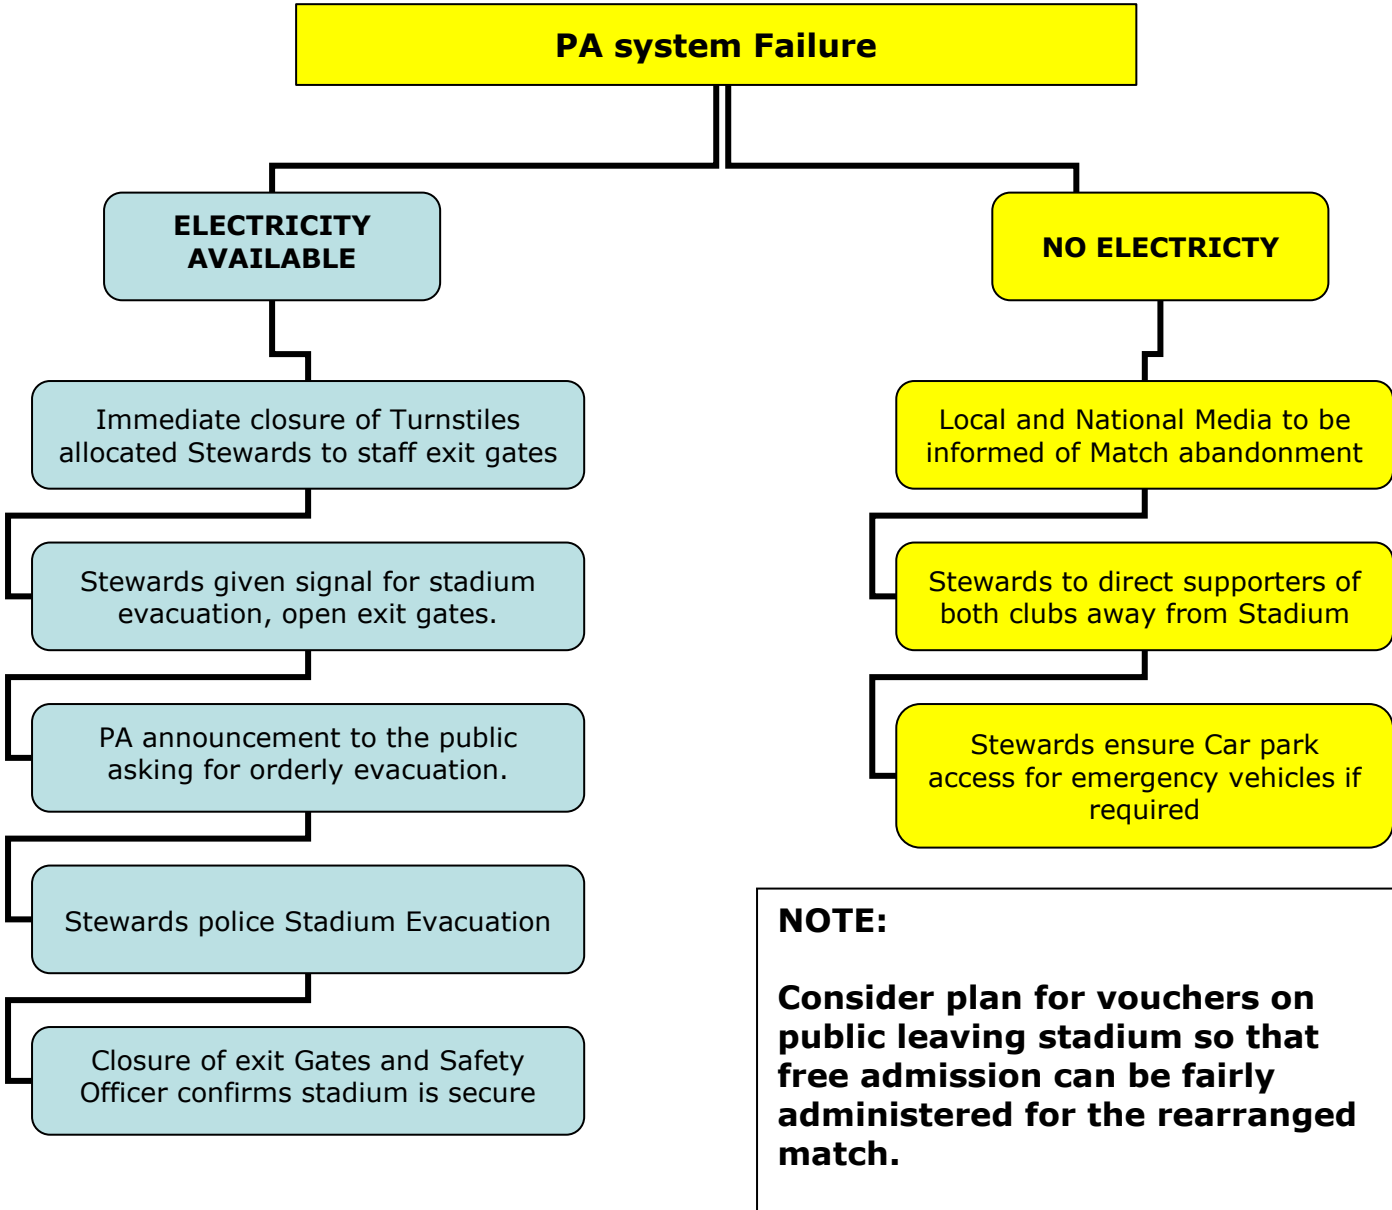 PA system Failure
ELECTRICITY
AVAILABLE
NO ELECTRICTY
Immediate closure of Turnstiles
allocated Stewards to staff exit gates
Stewards given signal for stadium
evacuation, open exit gates.
PA announcement to the public
asking for orderly evacuation.
Stewards police Stadium Evacuation
Closure of exit Gates and Safety
Officer confirms stadium is secure
Local and National Media to be
informed of Match abandonment
Stewards to direct supporters of
both clubs away from Stadium
Stewards ensure Car park
access for emergency vehicles if
required
NOTE:
Consider plan for vouchers on
public leaving stadium so that
free admission can be fairly
administered for the rearranged
match.